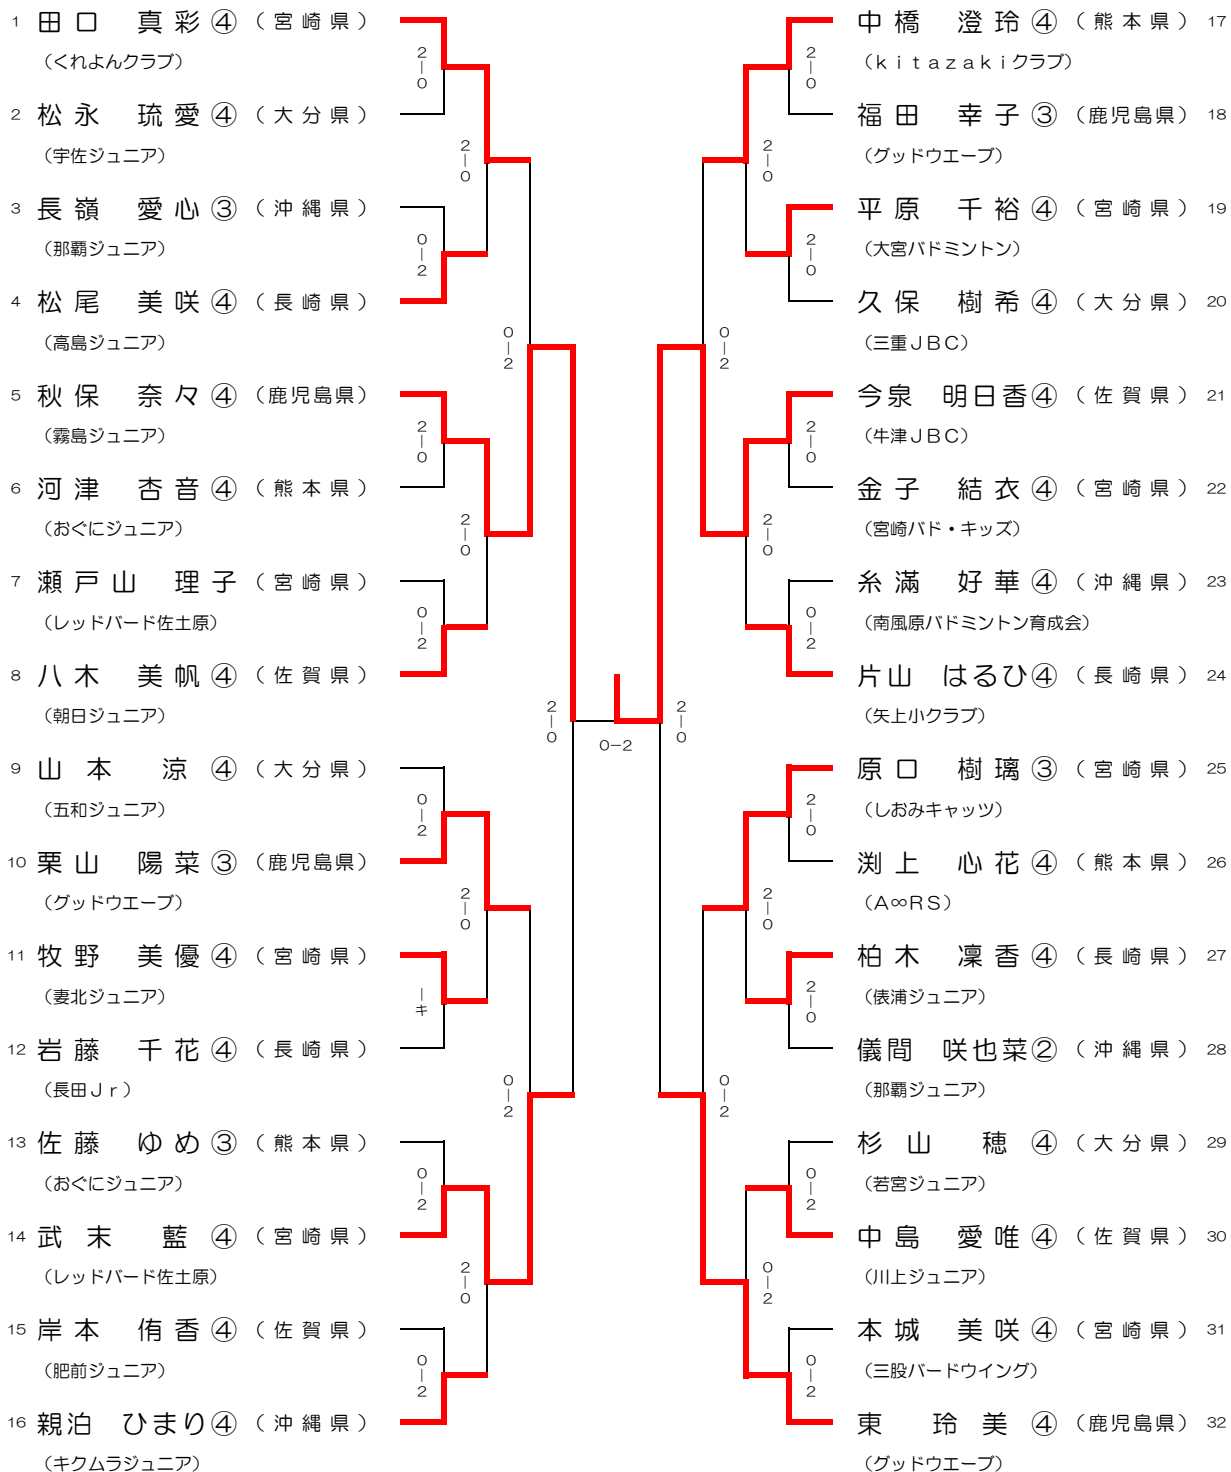 1 田口 真彩④ （宮崎県）
（くれよんクラブ）
2 松永 琉愛④ （大分県）
（宇佐ジュニア）
3 長嶺 愛心③ （沖縄県）
（那覇ジュニア）
4 松尾 美咲④ （長崎県）
（高島ジュニア）
5 秋保 奈々④ （鹿児島県）
（霧島ジュニア）
6 河津 杏音④ （熊本県）
（おぐにジュニア）
7 瀬戸山 理子 （宮崎県）
（レッドバード佐土原）
8 八木 美帆④ （佐賀県）
（朝日ジュニア）
9 山本 涼④ （大分県）
（五和ジュニア）
10 栗山 陽菜③ （鹿児島県）
（グッドウエーブ）
11 牧野 美優④ （宮崎県）
（妻北ジュニア）
12 岩藤 千花④ （長崎県）
（長田Ｊｒ）
13 佐藤 ゆめ③ （熊本県）
（おぐにジュニア）
14 武末 藍④ （宮崎県）
（レッドバード佐土原）
15 岸本 侑香④ （佐賀県）
（肥前ジュニア）
16 親泊 ひまり④ （沖縄県）
（キクムラジュニア）
2－0
0－2
2－0
0－2
0－2
－キ
0－2
0－2
2－0
2－0
2－0
2－0
0－2
0－2
2－0
0－2
2－0
0－2
0－2
2－0
2－0
0－2
2－0
2－0
2－0
2－0
0－2
2－0
2－0
0－2
0－2
中橋 澄玲④ （熊本県） 17
（ｋｉｔａｚａｋｉクラブ）
福田 幸子③ （鹿児島県） 18
（グッドウエーブ）
平原 千裕④ （宮崎県） 19
（大宮バドミントン）
久保 樹希④ （大分県） 20
（三重ＪＢＣ）
今泉 明日香④ （佐賀県） 21
（牛津ＪＢＣ）
金子 結衣④ （宮崎県） 22
（宮崎バド・キッズ）
糸滿 好華④ （沖縄県） 23
（南風原バドミントン育成会）
片山 はるひ④ （長崎県） 24
（矢上小クラブ）
原口 樹璃③ （宮崎県） 25
（しおみキャッツ）
渕上 心花④ （熊本県） 26
（Ａ∞ＲＳ）
柏木 凜香④ （長崎県） 27
（俵浦ジュニア）
儀間 咲也菜② （沖縄県） 28
（那覇ジュニア）
杉山 穂④ （大分県） 29
（若宮ジュニア）
中島 愛唯④ （佐賀県） 30
（川上ジュニア）
本城 美咲④ （宮崎県） 31
（三股バードウイング）
東 玲美④ （鹿児島県） 32
（グッドウエーブ）